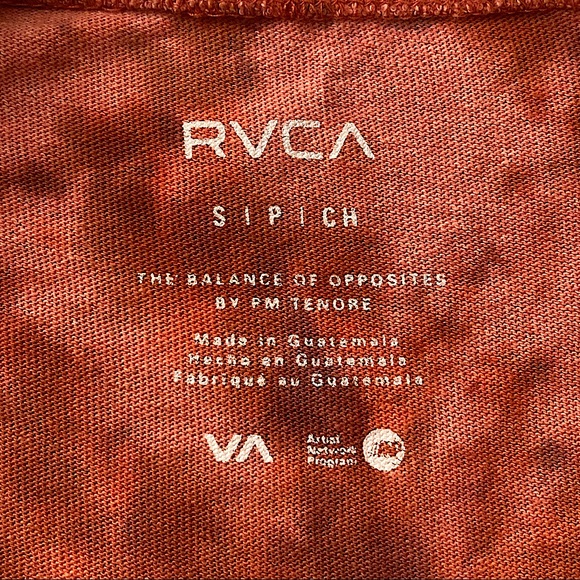 RVCA
S | P | CH
THE BALANCE OF OPPOSITES
BY PM TENORE
Made in Guatemala
Hecho en Guatemala
Fabriqué au Guatemala
VA
Artist
Network
Program